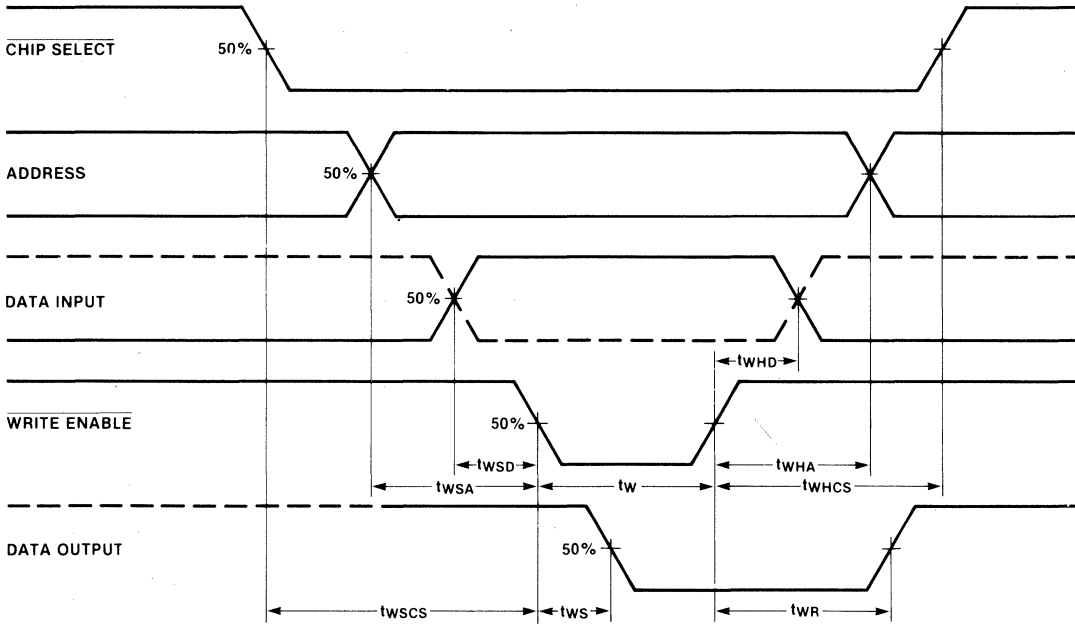 CHIP SELECT
50%
ADDRESS
50%
DATA INPUT
50%
tWHD
WRITE ENABLE
50%
tWSD
tWHA
tWSA
tW
tWHCS
DATA OUTPUT
50%
tWSCS
tWS
tWR